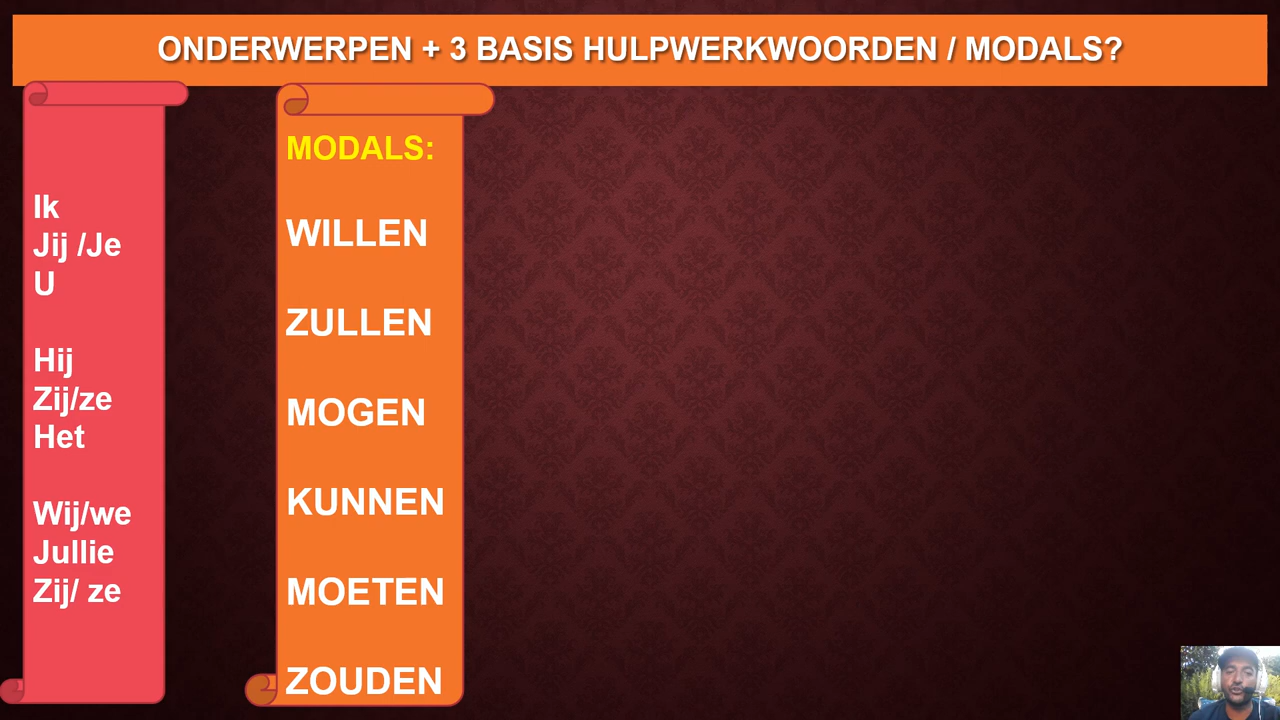 ONDERWERPEN + 3 BASIS HULPWERKWOORDEN / MODALS?
Ik
Jij /Je
U
Hij
Zij/ze
Het
Wij/we
Jullie
Zij/ ze
MODALS:
WILLEN
ZULLEN
MOGEN
KUNNEN
MOETEN
ZOUDEN